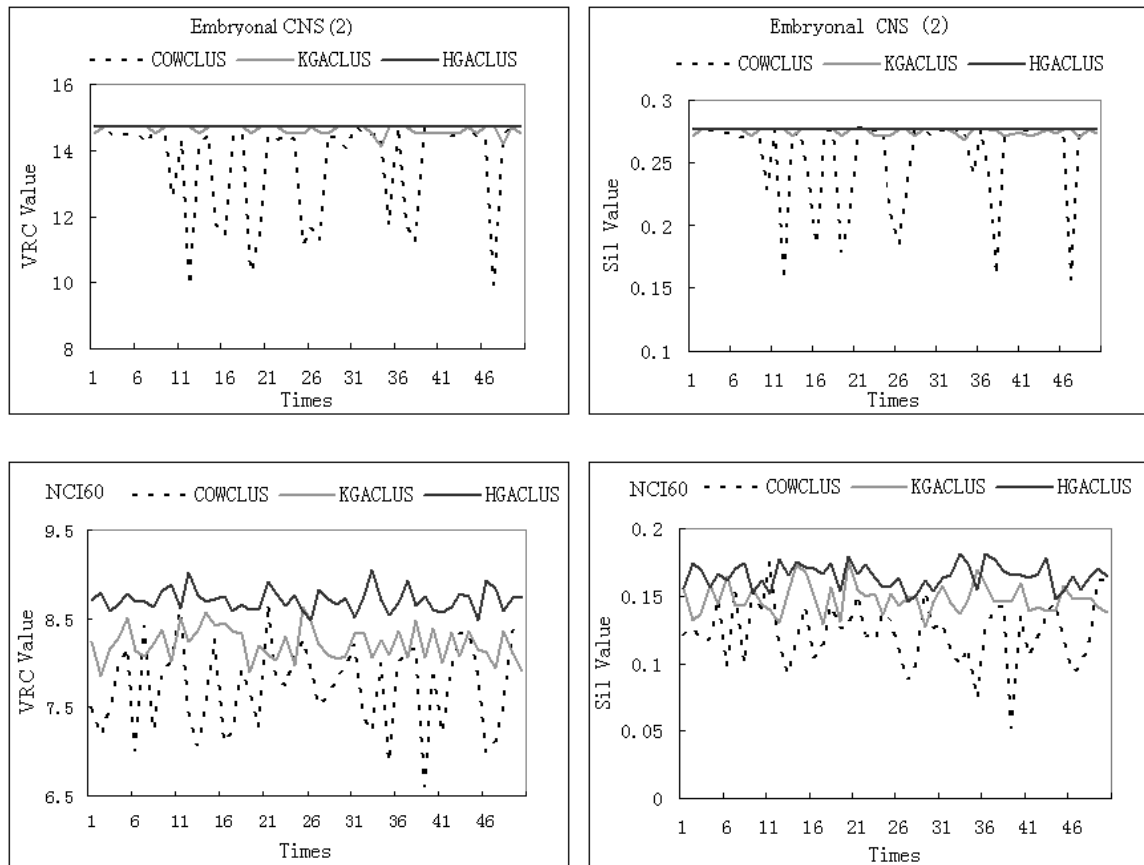 Embryonal CNS (2)
COWCLUS KGACLUS HGACLUS
VRC Value
16
14
12
10
8
1 6 11 16 21 26 31 36 41 46
Times
Embryonal CNS (2)
COWCLUS KGACLUS HGACLUS
Sil Value
0.3
0.25
0.2
0.15
0.1
1 6 11 16 21 26 31 36 41 46
Times
NCI60 COWCLUS KGACLUS HGACLUS
VRC Value
9.5
8.5
7.5
6.5
1 6 11 16 21 26 31 36 41 46
Times
NCI60 COWCLUS KGACLUS HGACLUS
Sil Value
0.2
0.15
0.1
0.05
0
1 6 11 16 21 26 31 36 41 46
Times